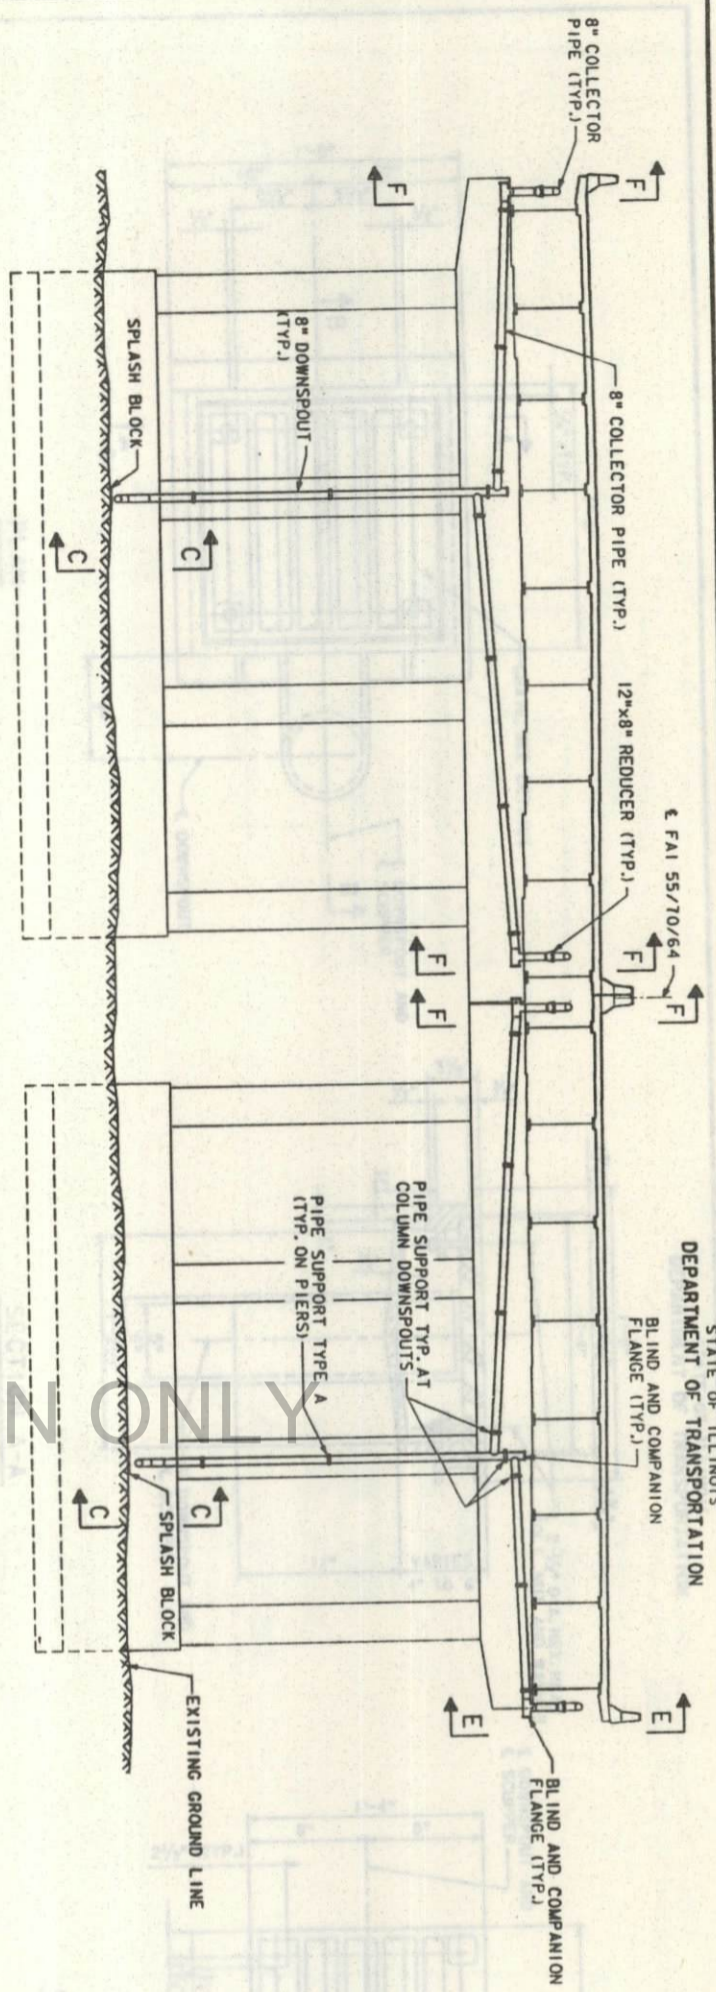 STATE OF ILLINOIS
DEPARTMENT OF TRANSPORTATION
8" COLLECTOR
PIPE (TYP.)
F
F
8" COLLECTOR PIPE (TYP.)
12"x8" REDUCER (TYP.)
℄ FAI 55/70/64
F
F
F
F
BLIND AND COMPANION
FLANGE (TYP.)
E
E
BLIND AND COMPANION
FLANGE (TYP.)
8" DOWNSPOUT
(TYP.)
SPLASH BLOCK
C
C
PIPE SUPPORT TYP. AT
COLUMN DOWNSPOUTS
PIPE SUPPORT TYPE A
(TYP. ON PIERS)
C
C
SPLASH BLOCK
EXISTING GROUND LINE
N ONLY